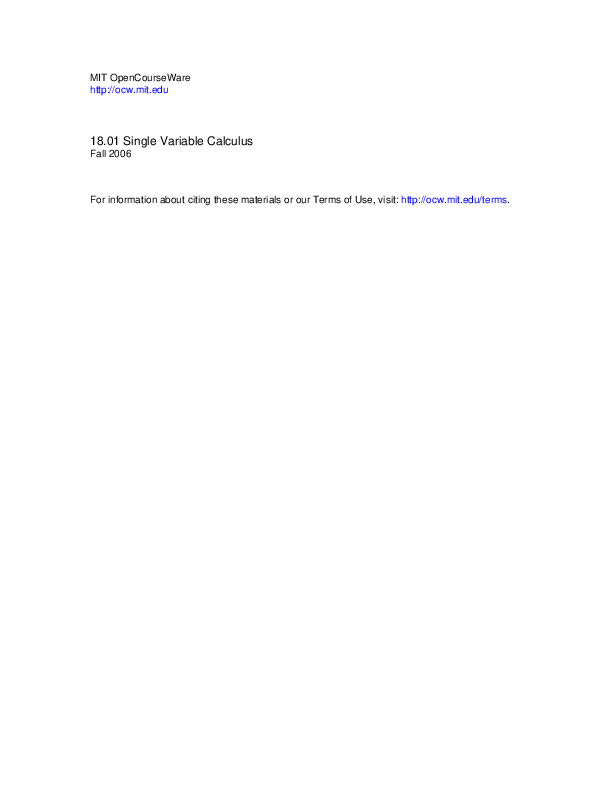 MIT OpenCourseWare
http://ocw.mit.edu
18.01 Single Variable Calculus
Fall 2006
For information about citing these materials or our Terms of Use, visit: http://ocw.mit.edu/terms.